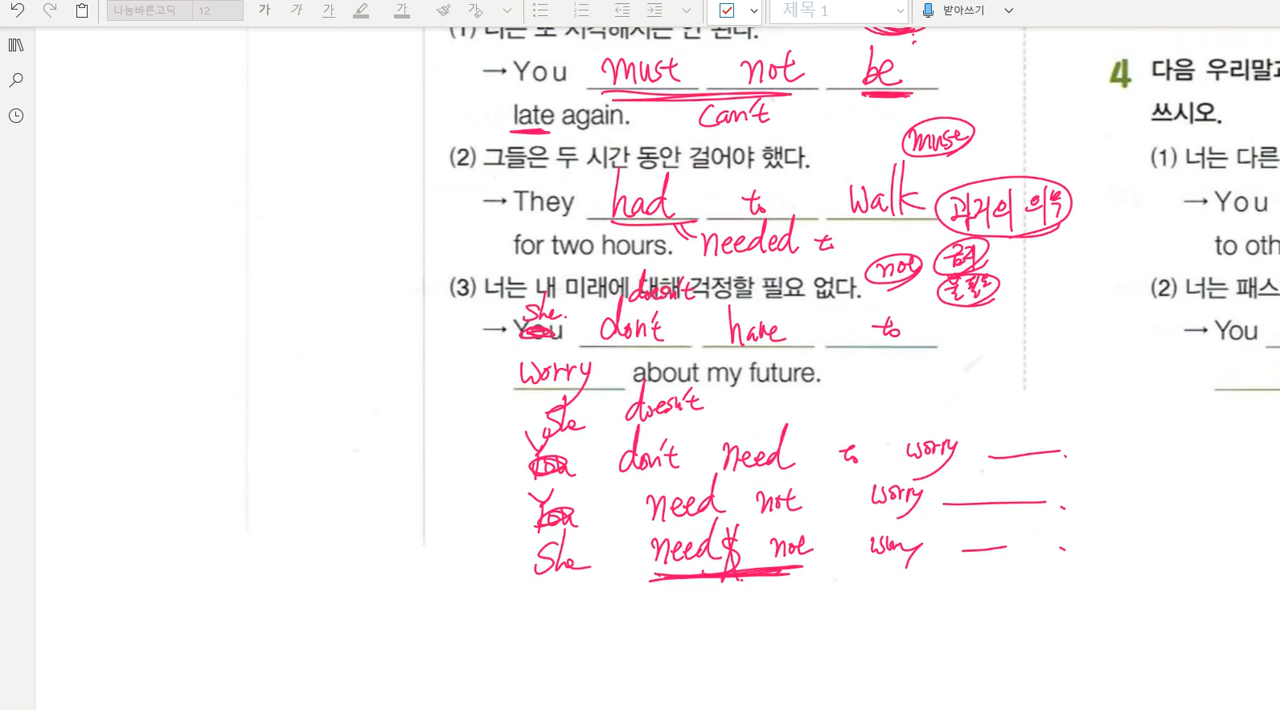 나눔바른고딕 12 가 가 가 가 가 제목 1 받아쓰기
(1) 너는 또 지각해서는 안 된다.
→ You must not be
late again. can't
must
(2) 그들은 두 시간 동안 걸어야 했다.
→ They had to walk 과거의 의무
for two hours. needed to
not 금지
(3) 너는 내 미래에 대해 걱정할 필요 없다. 불필요
She doesn't
→ You don't have to
worry about my future.
She doesn't
You don't need to worry
You need not worry
She needs not worry
4 다음 우리말과
쓰시오.
(1) 너는 다른
→ You
to oth
(2) 너는 패스
→ You